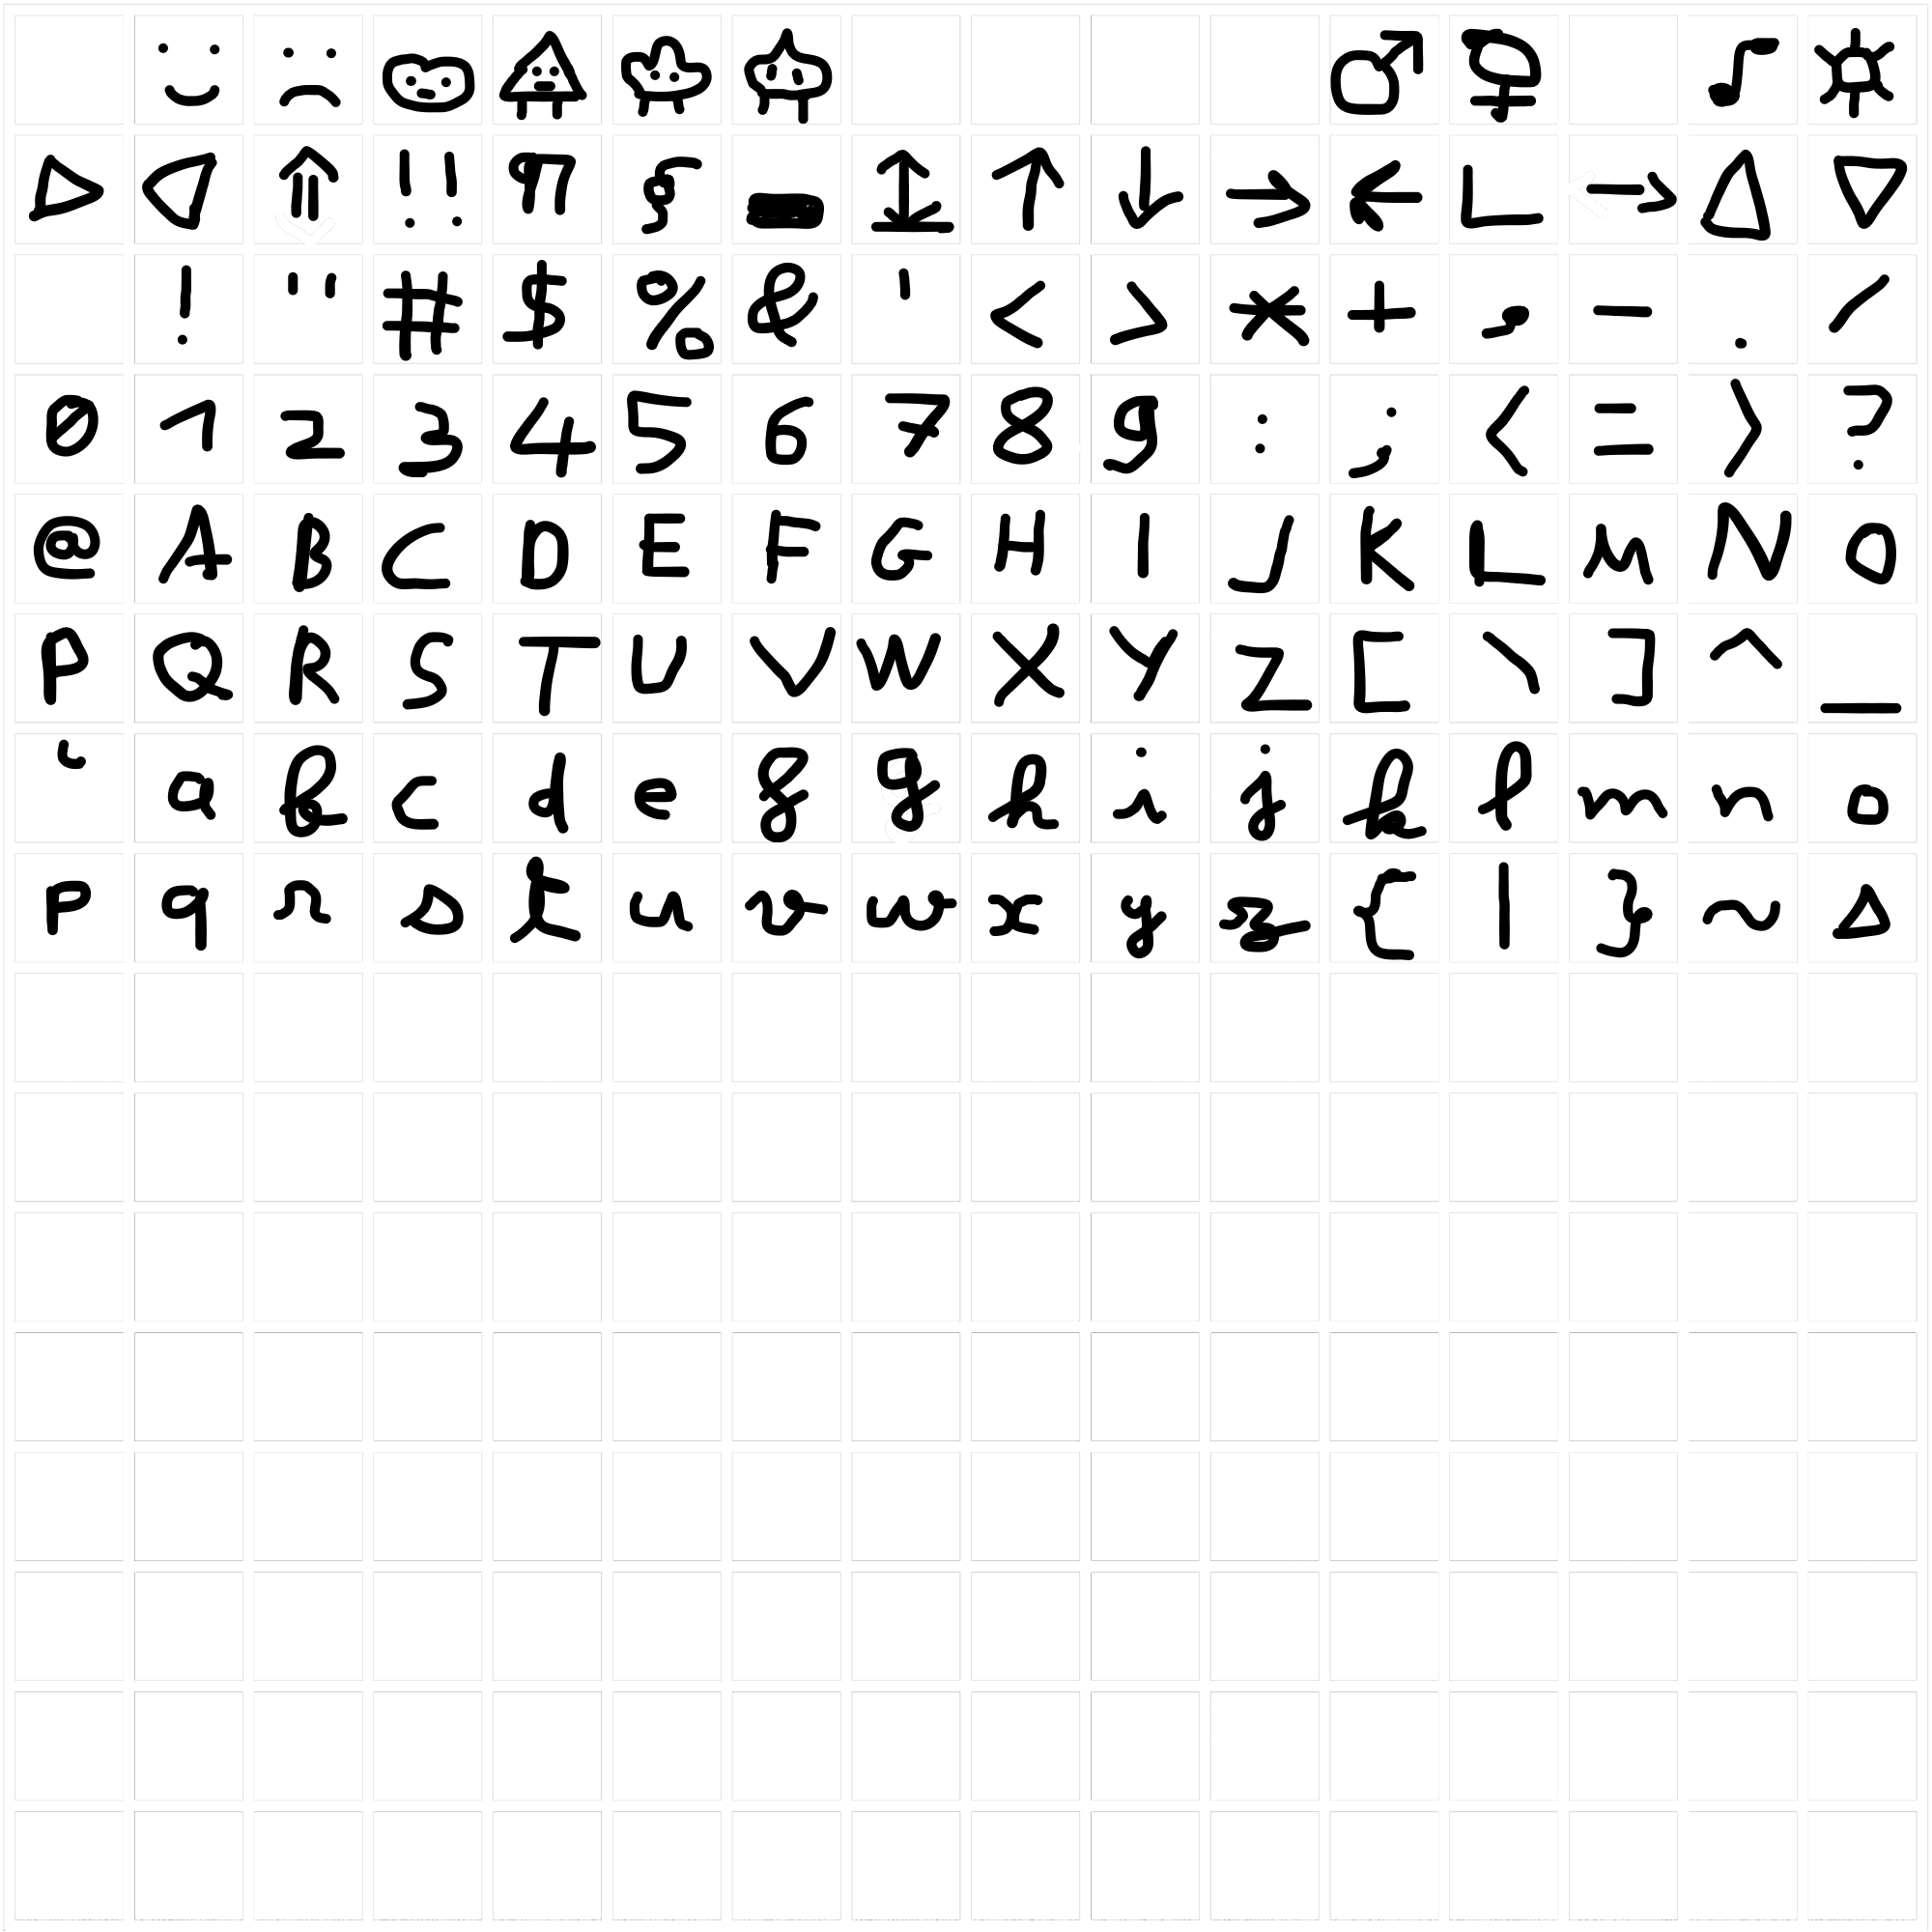 ♂ ♀ ♪ ☼
▷ ◁ ⇑ ‼ ¶ § ▬ ↨ ↑ ↓ → ← ∟ → △ ▽
! " # $ % & ' < > * + , - . /
0 1 2 3 4 5 6 7 8 9 : ; < = > ?
@ A B C D E F G H I J K L M N O
P Q R S T U V W X Y Z [ \ ] ^ _
` a b c d e f g h i j k l m n o
p q r s t u v w x y z { | } ~ △